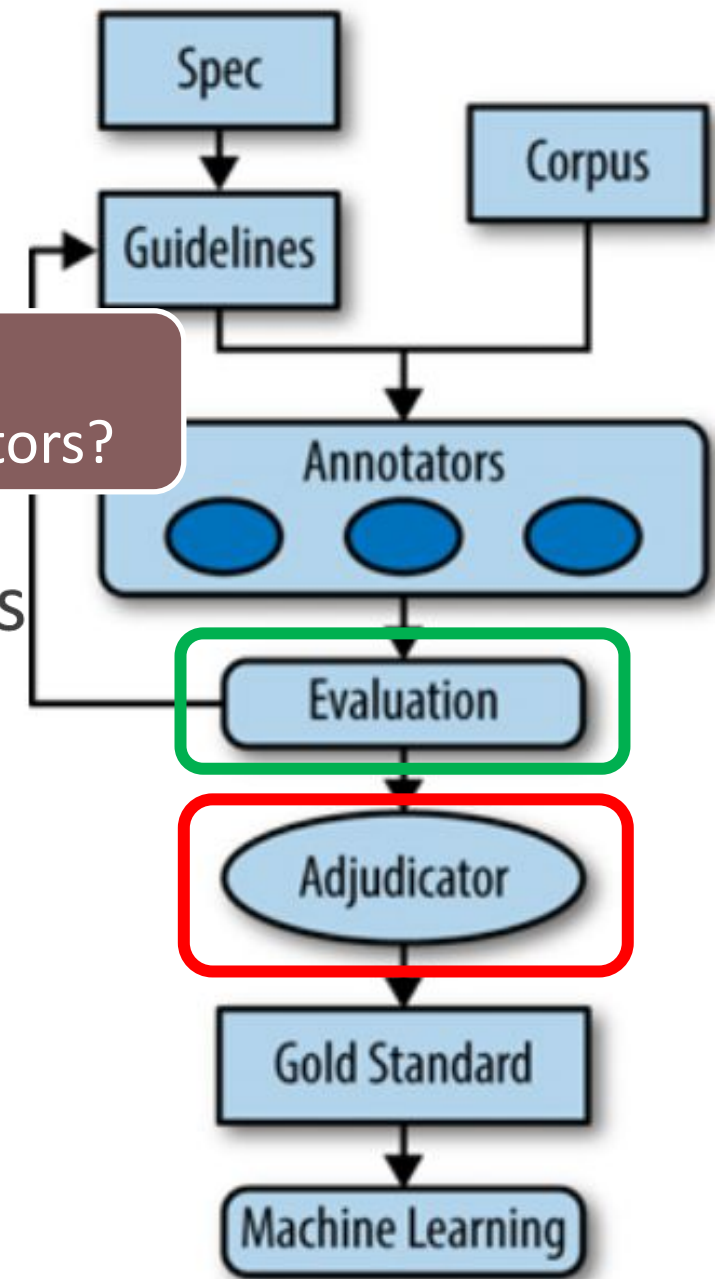 Spec
Corpus
Guidelines
tors?
Annotators
s
Evaluation
Adjudicator
Gold Standard
Machine Learning